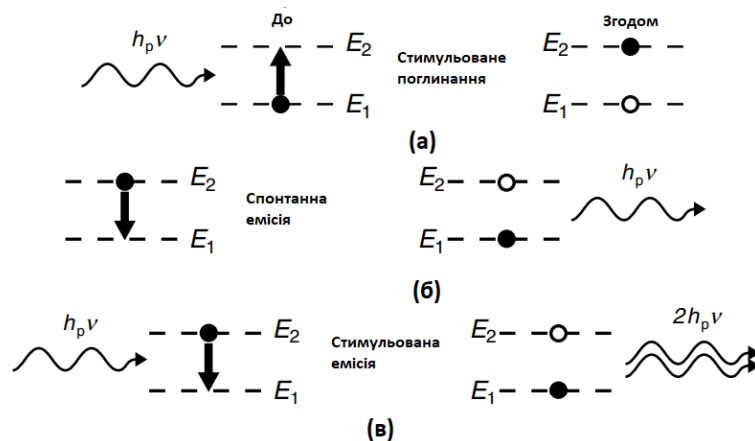 До
Згодом
hₚν
E₂
Стимульоване
поглинання
E₂
E₁
E₁
(а)
E₂
Спонтанна
емісія
E₁
E₂
hₚν
E₁
(б)
hₚν
E₂
Стимульована
емісія
E₁
E₂
2hₚν
E₁
(в)